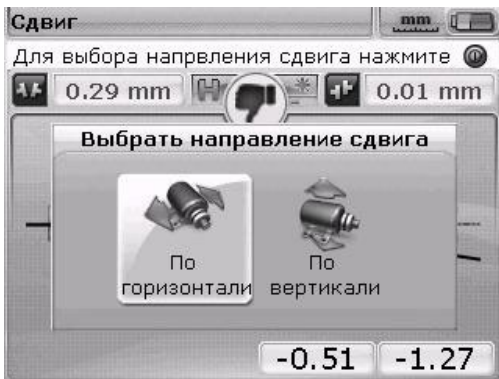 Сдвиг mm
Для выбора напрвления сдвига нажмите
0.29 mm 0.01 mm
Выбрать направление сдвига
По По
горизонтали вертикали
-0.51 -1.27